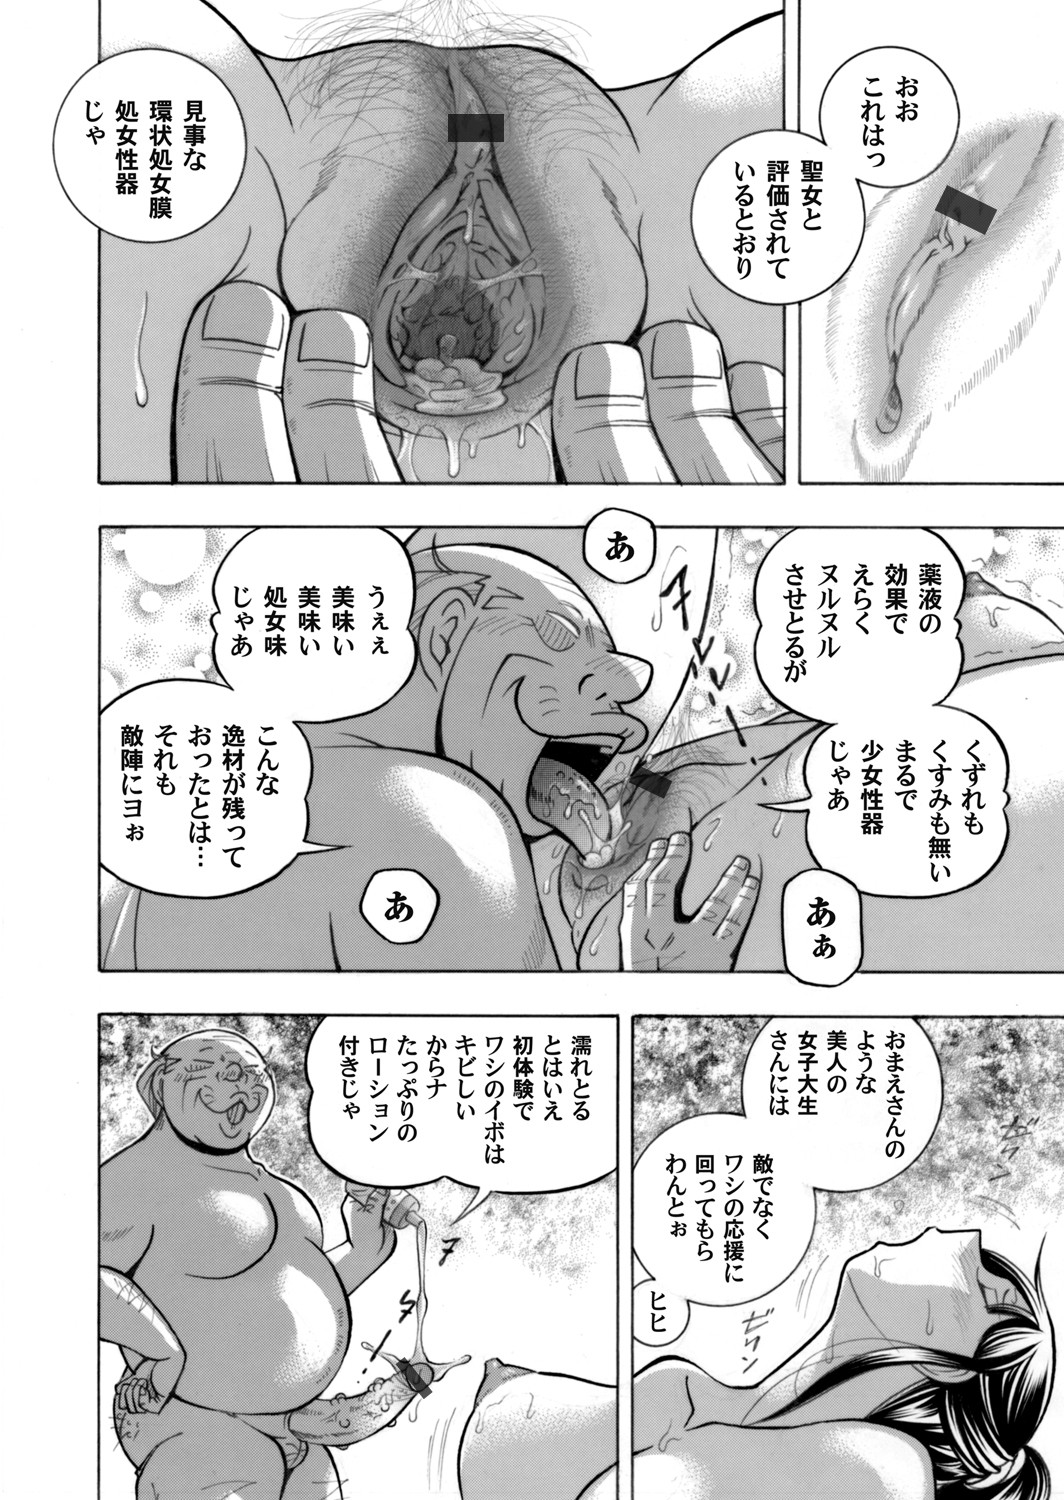 おお
これはっ
聖女と
評価されて
いるとおり
見事な
環状処女膜
処女性器
じゃ
薬液の
効果で
えらく
ヌルヌル
させとるが
くずれも
くすみも無い
まるで
少女性器
じゃあ
あ
あぁ
うぇぇ
美味い
美味い
処女味
じゃあ
こんな
逸材が残って
おったとは…
それも
敵陣にヨぉ
あ
おまえさんの
ような
美人の
女子大生
さんには
敵でなく
ワシの応援に
回ってもら
わんとぉ
ヒヒ
濡れとる
とはいえ
初体験で
ワシのイボは
キビしい
からナ
たっぷりの
ローション
付きじゃ